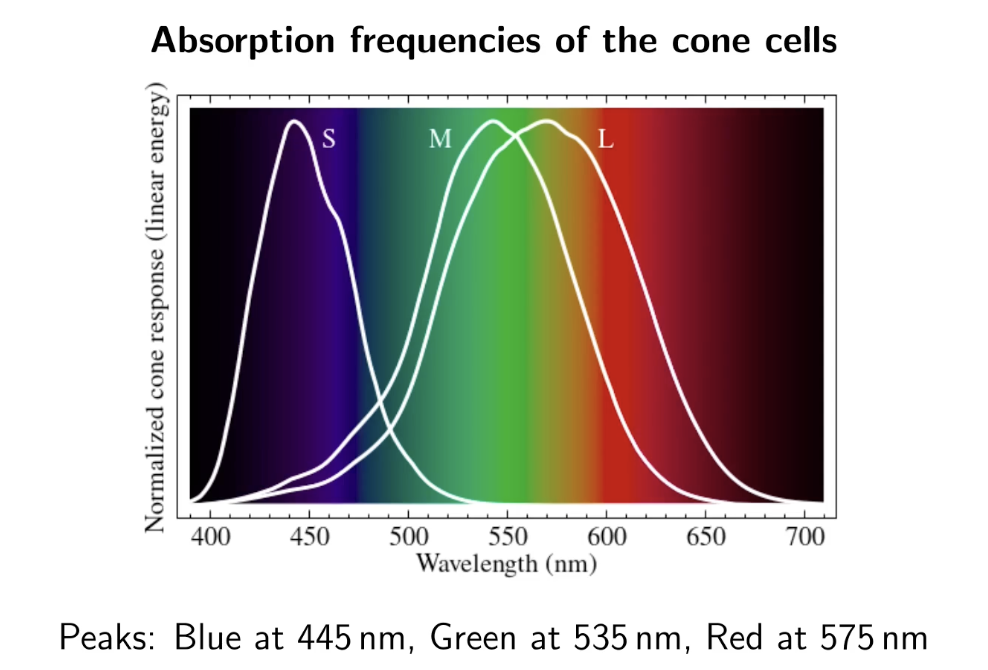 Absorption frequencies of the cone cells
Normalized cone response (linear energy)
S
M
L
400 450 500 550 600 650 700
Wavelength (nm)
Peaks: Blue at 445 nm, Green at 535 nm, Red at 575 nm